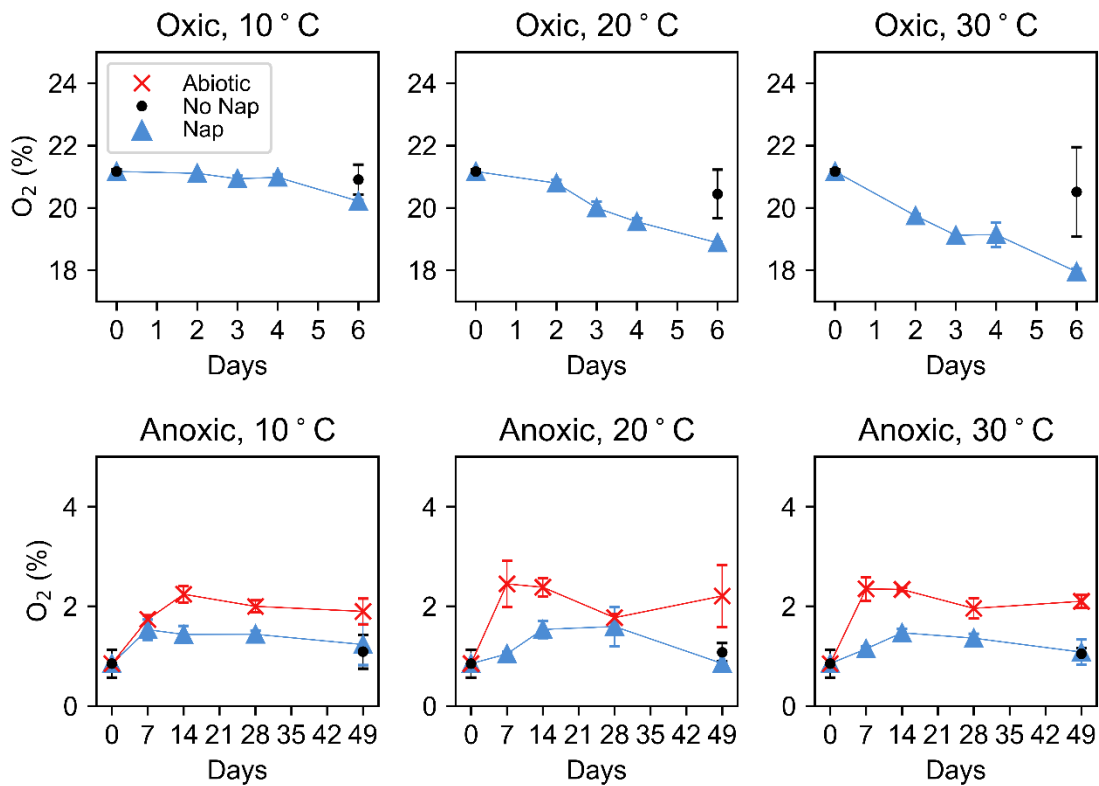 Oxic, 10 ° C
Oxic, 20 ° C
Oxic, 30 ° C
O₂ (%)
24
22
20
18
Abiotic
No Nap
Nap
0 1 2 3 4 5 6
Days
24
22
20
18
0 1 2 3 4 5 6
Days
24
22
20
18
0 1 2 3 4 5 6
Days
Anoxic, 10 ° C
Anoxic, 20 ° C
Anoxic, 30 ° C
O₂ (%)
4
2
0
0 7 14 21 28 35 42 49
Days
4
2
0
0 7 14 21 28 35 42 49
Days
4
2
0
0 7 14 21 28 35 42 49
Days